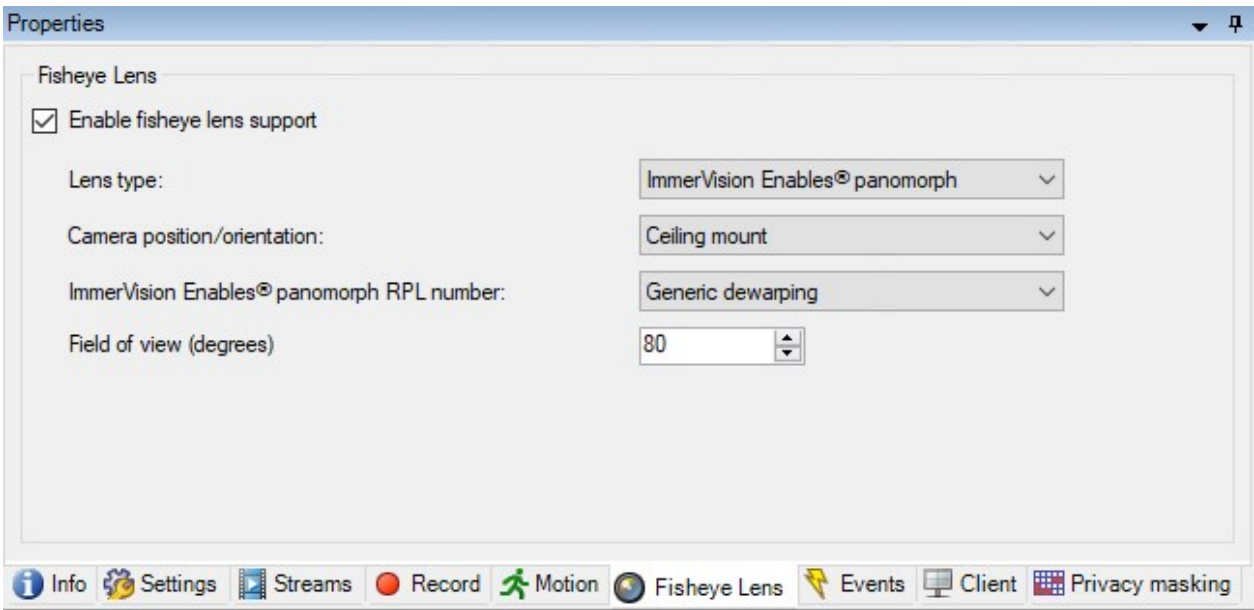 Properties
Fisheye Lens
Enable fisheye lens support
Lens type: ImmerVision Enables® panomorph
Camera position/orientation: Ceiling mount
ImmerVision Enables® panomorph RPL number: Generic dewarping
Field of view (degrees) 80
Info Settings Streams Record Motion Fisheye Lens Events Client Privacy masking